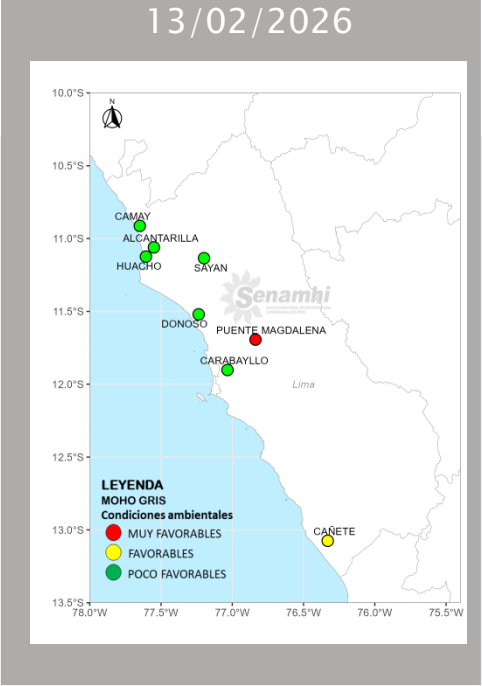 13/02/2026
10.0°S
N
10.5°S
CAMAY
11.0°S
ALCANTARILLA
HUACHO
SAYAN
Senamhi
11.5°S
DONOSO
PUENTE MAGDALENA
CARABAYLLO
12.0°S
Lima
12.5°S
LEYENDA
MOHO GRIS
Condiciones ambientales
MUY FAVORABLES
FAVORABLES
POCO FAVORABLES
13.0°S
CAÑETE
13.5°S
78.0°W 77.5°W 77.0°W 76.5°W 76.0°W 75.5°W